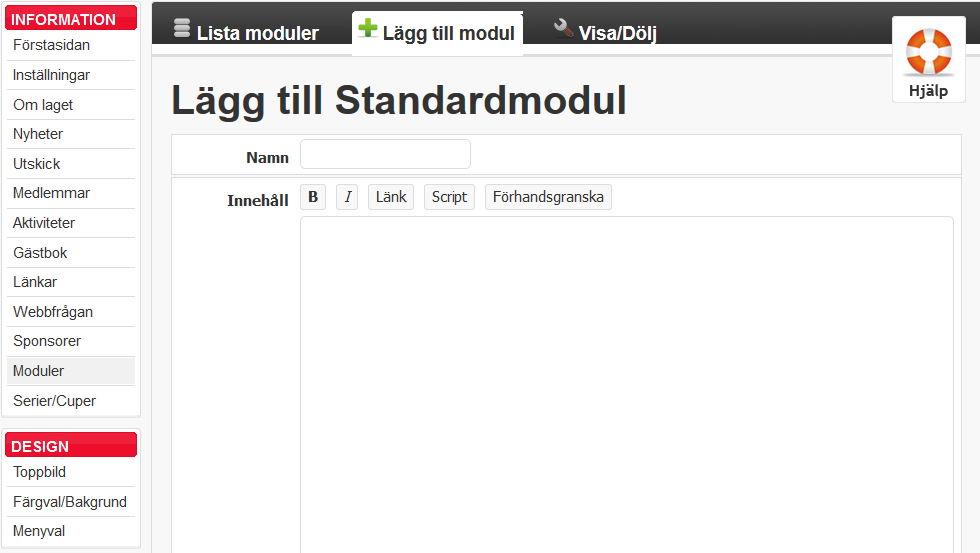 INFORMATION
Förstasidan
Inställningar
Om laget
Nyheter
Utskick
Medlemmar
Aktiviteter
Gästbok
Länkar
Webbfrågan
Sponsorer
Moduler
Serier/Cuper
DESIGN
Toppbild
Färgval/Bakgrund
Menyval
Lista moduler Lägg till modul Visa/Dölj
Hjälp
Lägg till Standardmodul
Namn
Innehåll B I Länk Script Förhandsgranska